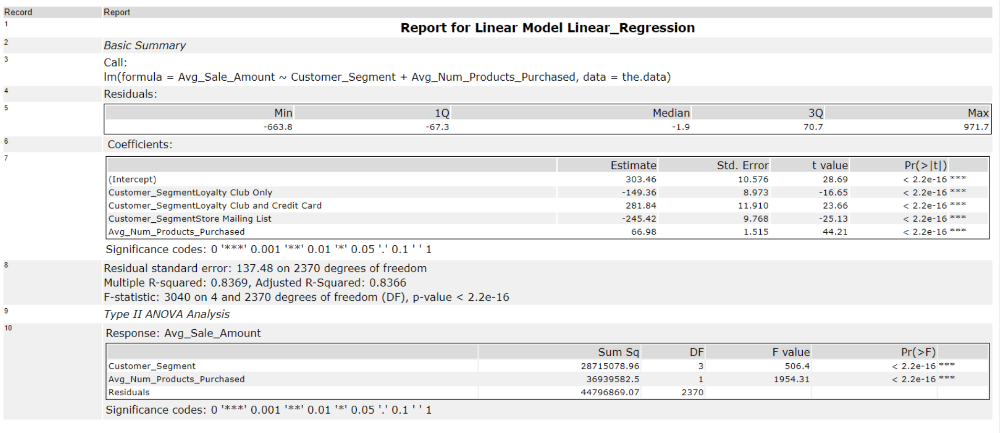 Record Report
1 Report for Linear Model Linear_Regression
2 Basic Summary
3 Call:
lm(formula = Avg_Sale_Amount ~ Customer_Segment + Avg_Num_Products_Purchased, data = the.data)
4 Residuals:
5 Min 1Q Median 3Q Max
-663.8 -67.3 -1.9 70.7 971.7
6 Coefficients:
7 Estimate Std. Error t value Pr(>|t|)
(Intercept) 303.46 10.576 28.69 < 2.2e-16 ***
Customer_SegmentLoyalty Club Only -149.36 8.973 -16.65 < 2.2e-16 ***
Customer_SegmentLoyalty Club and Credit Card 281.84 11.910 23.66 < 2.2e-16 ***
Customer_SegmentStore Mailing List -245.42 9.768 -25.13 < 2.2e-16 ***
Avg_Num_Products_Purchased 66.98 1.515 44.21 < 2.2e-16 ***
Significance codes: 0 '***' 0.001 '**' 0.01 '*' 0.05 '.' 0.1 ' ' 1
8 Residual standard error: 137.48 on 2370 degrees of freedom
Multiple R-squared: 0.8369, Adjusted R-Squared: 0.8366
F-statistic: 3040 on 4 and 2370 degrees of freedom (DF), p-value < 2.2e-16
9 Type II ANOVA Analysis
10 Response: Avg_Sale_Amount
Sum Sq DF F value Pr(>F)
Customer_Segment 28715078.96 3 506.4 < 2.2e-16 ***
Avg_Num_Products_Purchased 36939582.5 1 1954.31 < 2.2e-16 ***
Residuals 44796869.07 2370
Significance codes: 0 '***' 0.001 '**' 0.01 '*' 0.05 '.' 0.1 ' ' 1